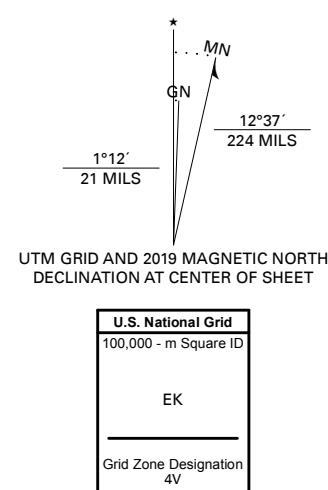 ★
MN
GN
12°37´
224 MILS
1°12´
21 MILS
UTM GRID AND 2019 MAGNETIC NORTH
DECLINATION AT CENTER OF SHEET
U.S. National Grid
100,000 - m Square ID
EK
Grid Zone Designation
4V